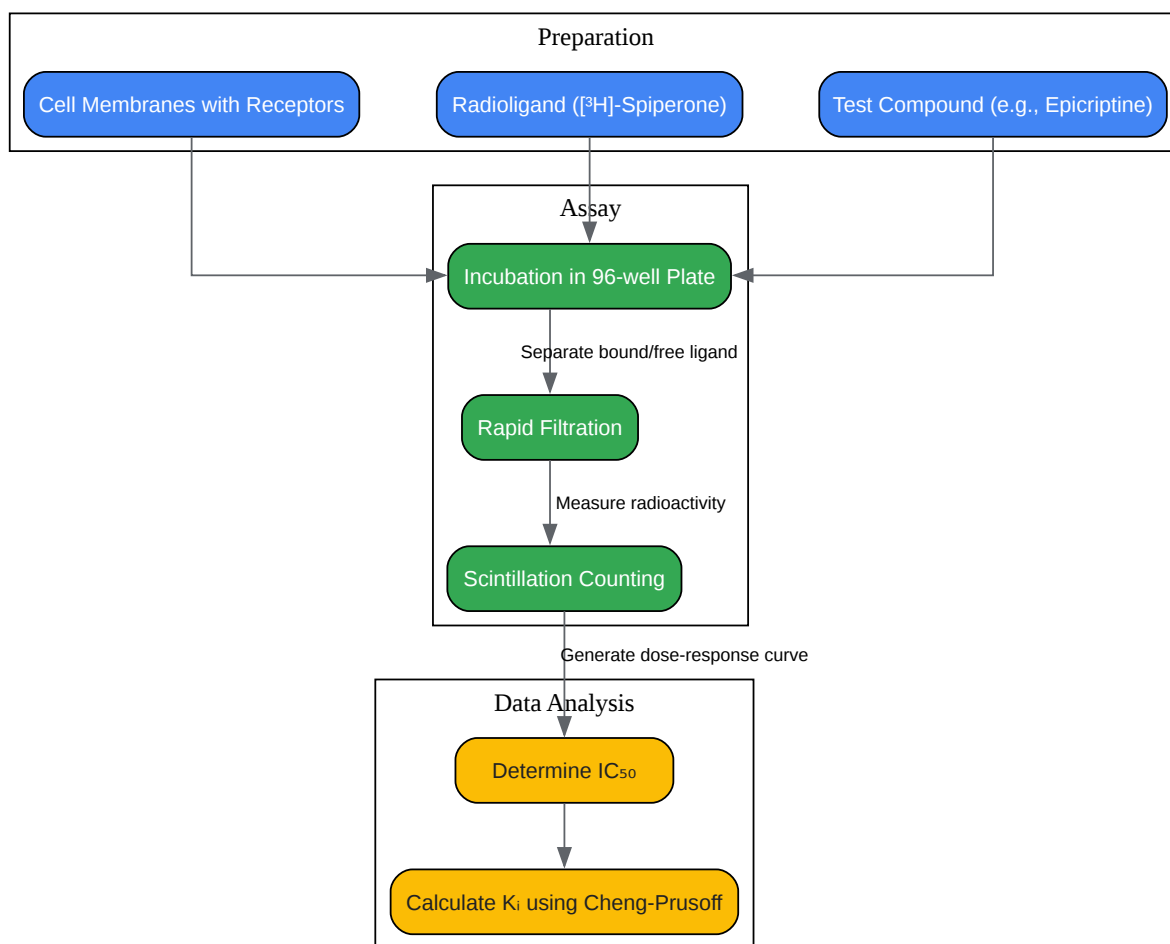 Preparation
Cell Membranes with Receptors
Radioligand ([³H]-Spiperone)
Test Compound (e.g., Epicriptine)
Assay
Incubation in 96-well Plate
Separate bound/free ligand
Rapid Filtration
Measure radioactivity
Scintillation Counting
Generate dose-response curve
Data Analysis
Determine IC₅₀
Calculate Kᵢ using Cheng-Prusoff